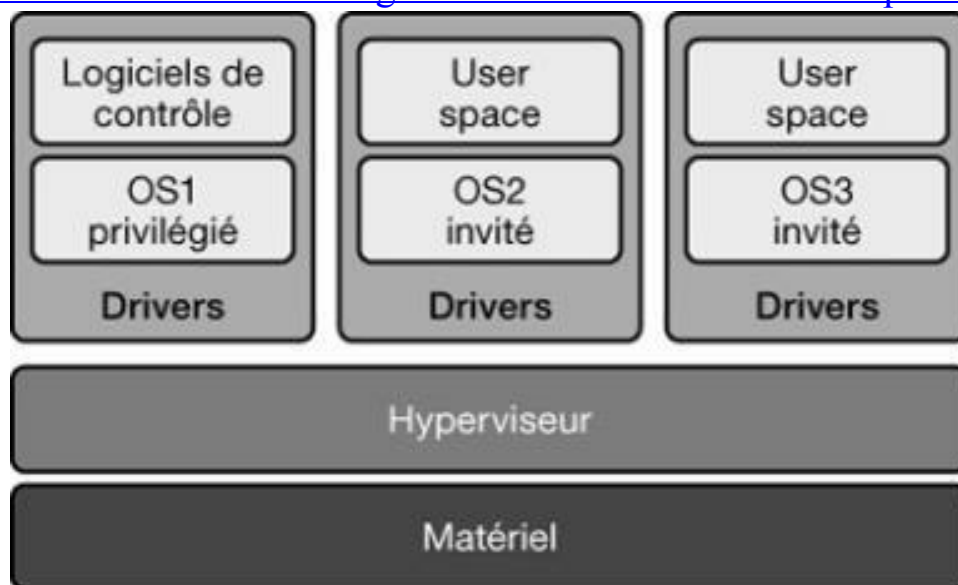 Logiciels de
contrôle
OS1
privilégié
Drivers
User
space
OS2
invité
Drivers
User
space
OS3
invité
Drivers
Hyperviseur
Matériel